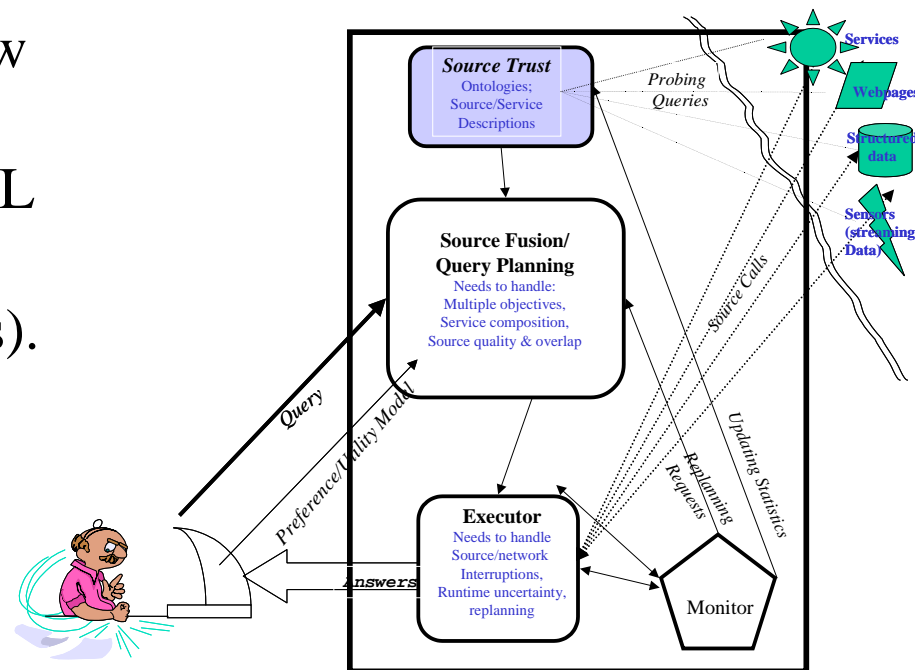 w
L
s).
Source Trust
Ontologies;
Source/Service
Descriptions
Probing
Queries
Services
Webpages
Structured
data
Sensors
(streaming
Data)
Source Fusion/
Query Planning
Needs to handle:
Multiple objectives,
Service composition,
Source quality & overlap
Source Calls
Query
Preference/Utility Model
Replanning
Requests
Updating Statistics
Executor
Needs to handle
Source/network
Interruptions,
Runtime uncertainty,
replanning
Answers
Monitor